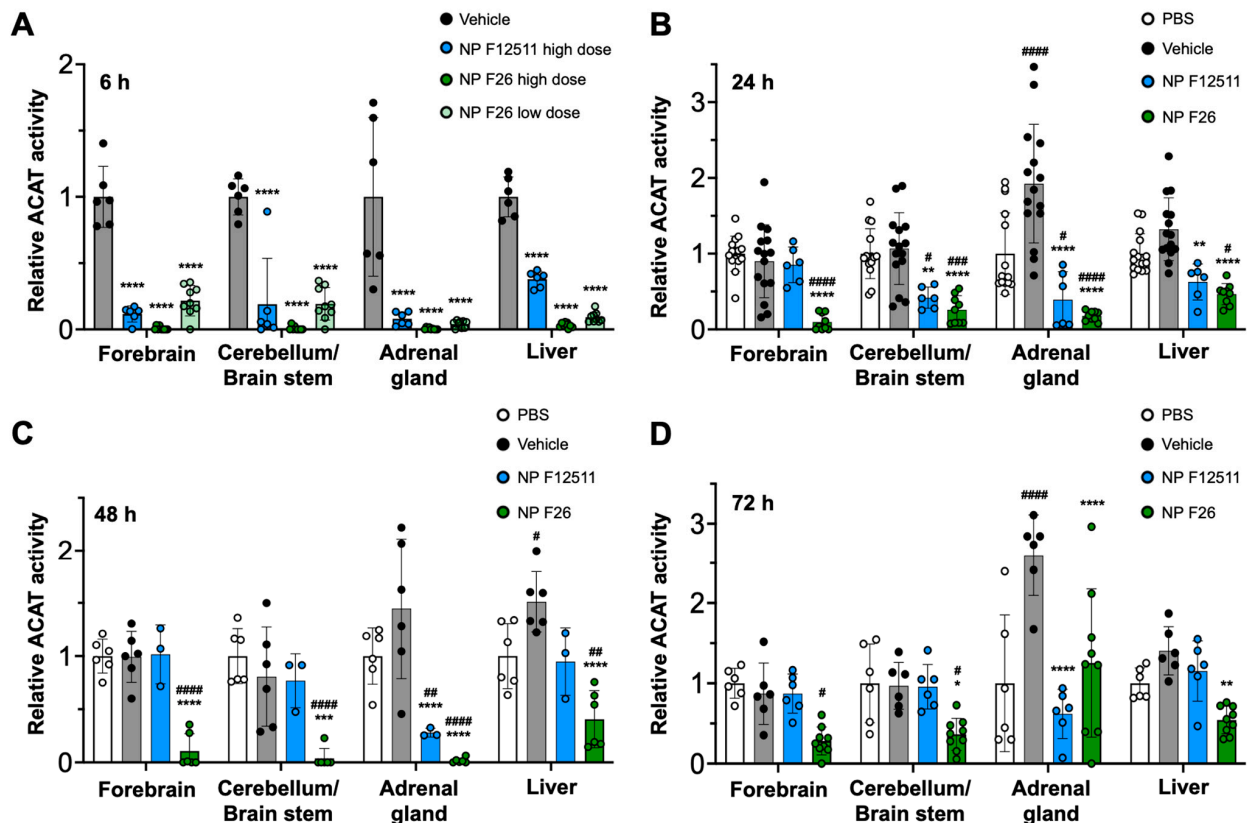 A
Vehicle
NP F12511 high dose
NP F26 high dose
NP F26 low dose
6 h
Relative ACAT activity
2
1
0
**** **** ****
**** **** ****
**** **** ****
**** **** ****
Forebrain
Cerebellum/
Brain stem
Adrenal
gland
Liver
B
PBS
Vehicle
NP F12511
NP F26
24 h
Relative ACAT activity
3
2
1
0
####
****
#
**
###
****
####
#
****
####
****
**
#
****
Forebrain
Cerebellum/
Brain stem
Adrenal
gland
Liver
C
PBS
Vehicle
NP F12511
NP F26
48 h
Relative ACAT activity
2
1
0
####
****
####
***
##
****
####
****
#
##
****
Forebrain
Cerebellum/
Brain stem
Adrenal
gland
Liver
D
PBS
Vehicle
NP F12511
NP F26
72 h
Relative ACAT activity
3
2
1
0
#
#
*
####
****
****
**
Forebrain
Cerebellum/
Brain stem
Adrenal
gland
Liver